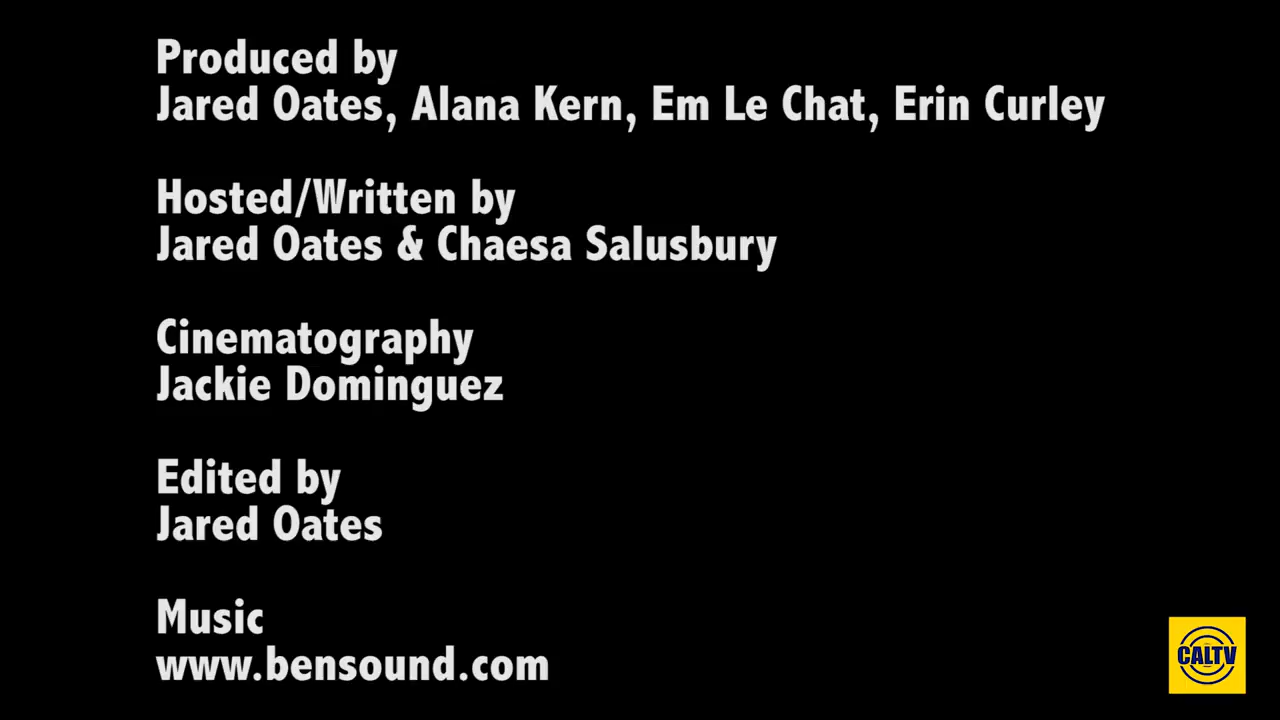 Produced by
Jared Oates, Alana Kern, Em Le Chat, Erin Curley
Hosted/Written by
Jared Oates & Chaesa Salusbury
Cinematography
Jackie Dominguez
Edited by
Jared Oates
Music
www.bensound.com
CALTV